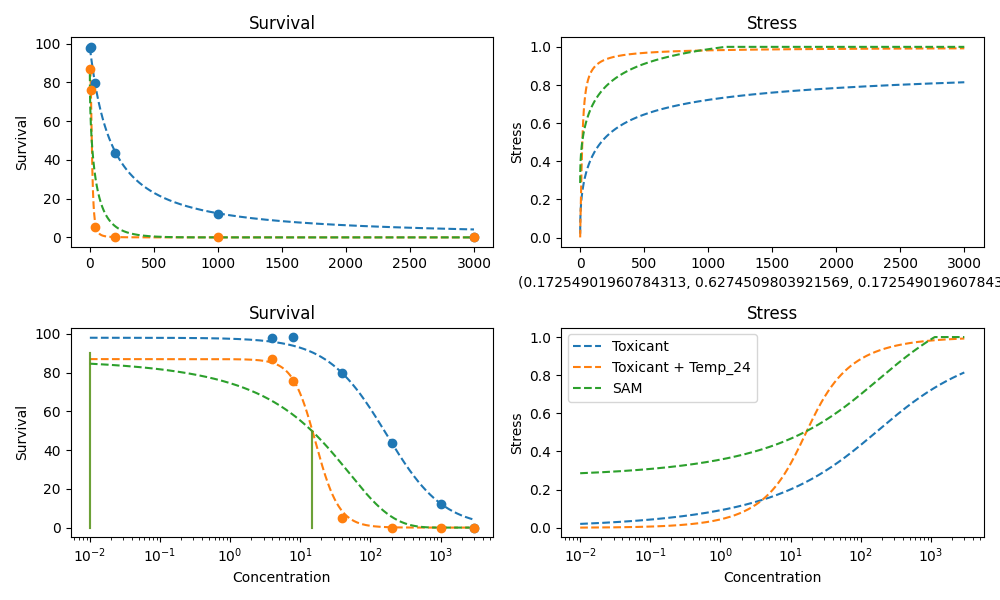 Survival
Survival
100
80
60
40
20
0
0 500 1000 1500 2000 2500 3000
Stress
Stress
1.0
0.8
0.6
0.4
0.2
0.0
0 500 1000 1500 2000 2500 3000
(0.17254901960784313, 0.6274509803921569, 0.172549019607843
Survival
Survival
100
80
60
40
20
0
10⁻² 10⁻¹ 10⁰ 10¹ 10² 10³
Concentration
Stress
Stress
1.0
0.8
0.6
0.4
0.2
0.0
Toxicant
Toxicant + Temp_24
SAM
10⁻² 10⁻¹ 10⁰ 10¹ 10² 10³
Concentration